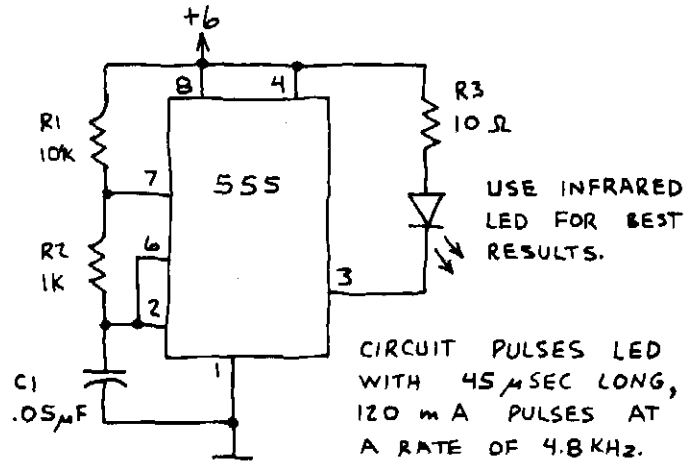 +6
8
4
R1
10K
R3
10 Ω
7
555
USE INFRARED
LED FOR BEST
RESULTS.
R2
1K
6
3
2
C1
.05µF
1
CIRCUIT PULSES LED
WITH 45 µSEC LONG,
120 mA PULSES AT
A RATE OF 4.8 KHz.